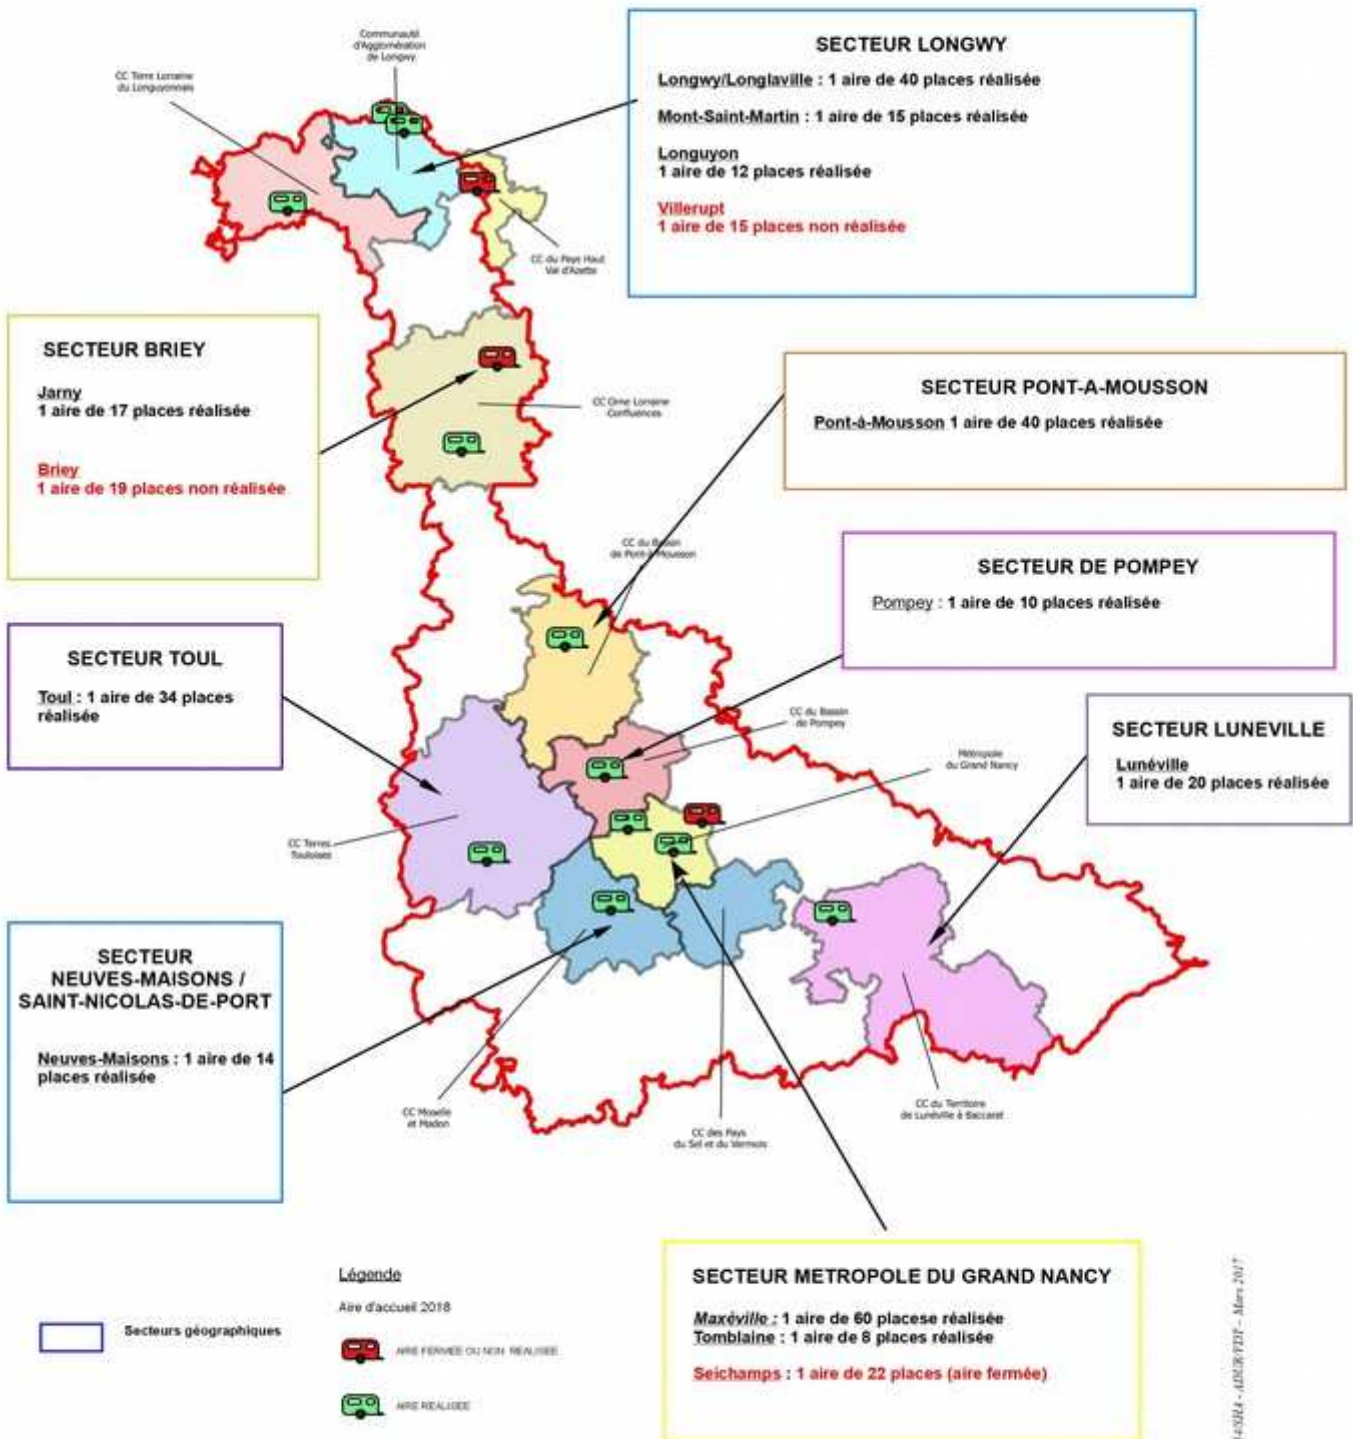 Communauté
d'Agglomération
de Longwy
CC Terre Lorraine
du Longuyonnais
SECTEUR LONGWY
Longwy/Longlaville : 1 aire de 40 places réalisée
Mont-Saint-Martin : 1 aire de 15 places réalisée
Longuyon
1 aire de 12 places réalisée
Villerupt
1 aire de 15 places non réalisée
CC du Pays Haut
Val d'Alzette
SECTEUR BRIEY
Jarny
1 aire de 17 places réalisée
Briey
1 aire de 19 places non réalisée
CC Orne Lorraine
Confluences
SECTEUR PONT-A-MOUSSON
Pont-à-Mousson 1 aire de 40 places réalisée
CC du Bassin
de Pont-à-Mousson
SECTEUR DE POMPEY
Pompey : 1 aire de 10 places réalisée
SECTEUR TOUL
Toul : 1 aire de 34 places
réalisée
CC du Bassin
de Pompey
Métropole
du Grand Nancy
SECTEUR LUNEVILLE
Lunéville
1 aire de 20 places réalisée
CC Terres
Touloises
SECTEUR
NEUVES-MAISONS /
SAINT-NICOLAS-DE-PORT
Neuves-Maisons : 1 aire de 14
places réalisée
CC Moselle
et Madon
CC des Pays
du Sel et du Vermois
CC du Territoire
de Lunéville à Baccarat
SECTEUR METROPOLE DU GRAND NANCY
Maxéville : 1 aire de 60 placese réalisée
Tomblaine : 1 aire de 8 places réalisée
Seichamps : 1 aire de 22 places (aire fermée)
Légende
Aire d'accueil 2018
Secteurs géographiques
AIRE FERMEE OU NON REALISEE
AIRE REALISEE
Mars 2017